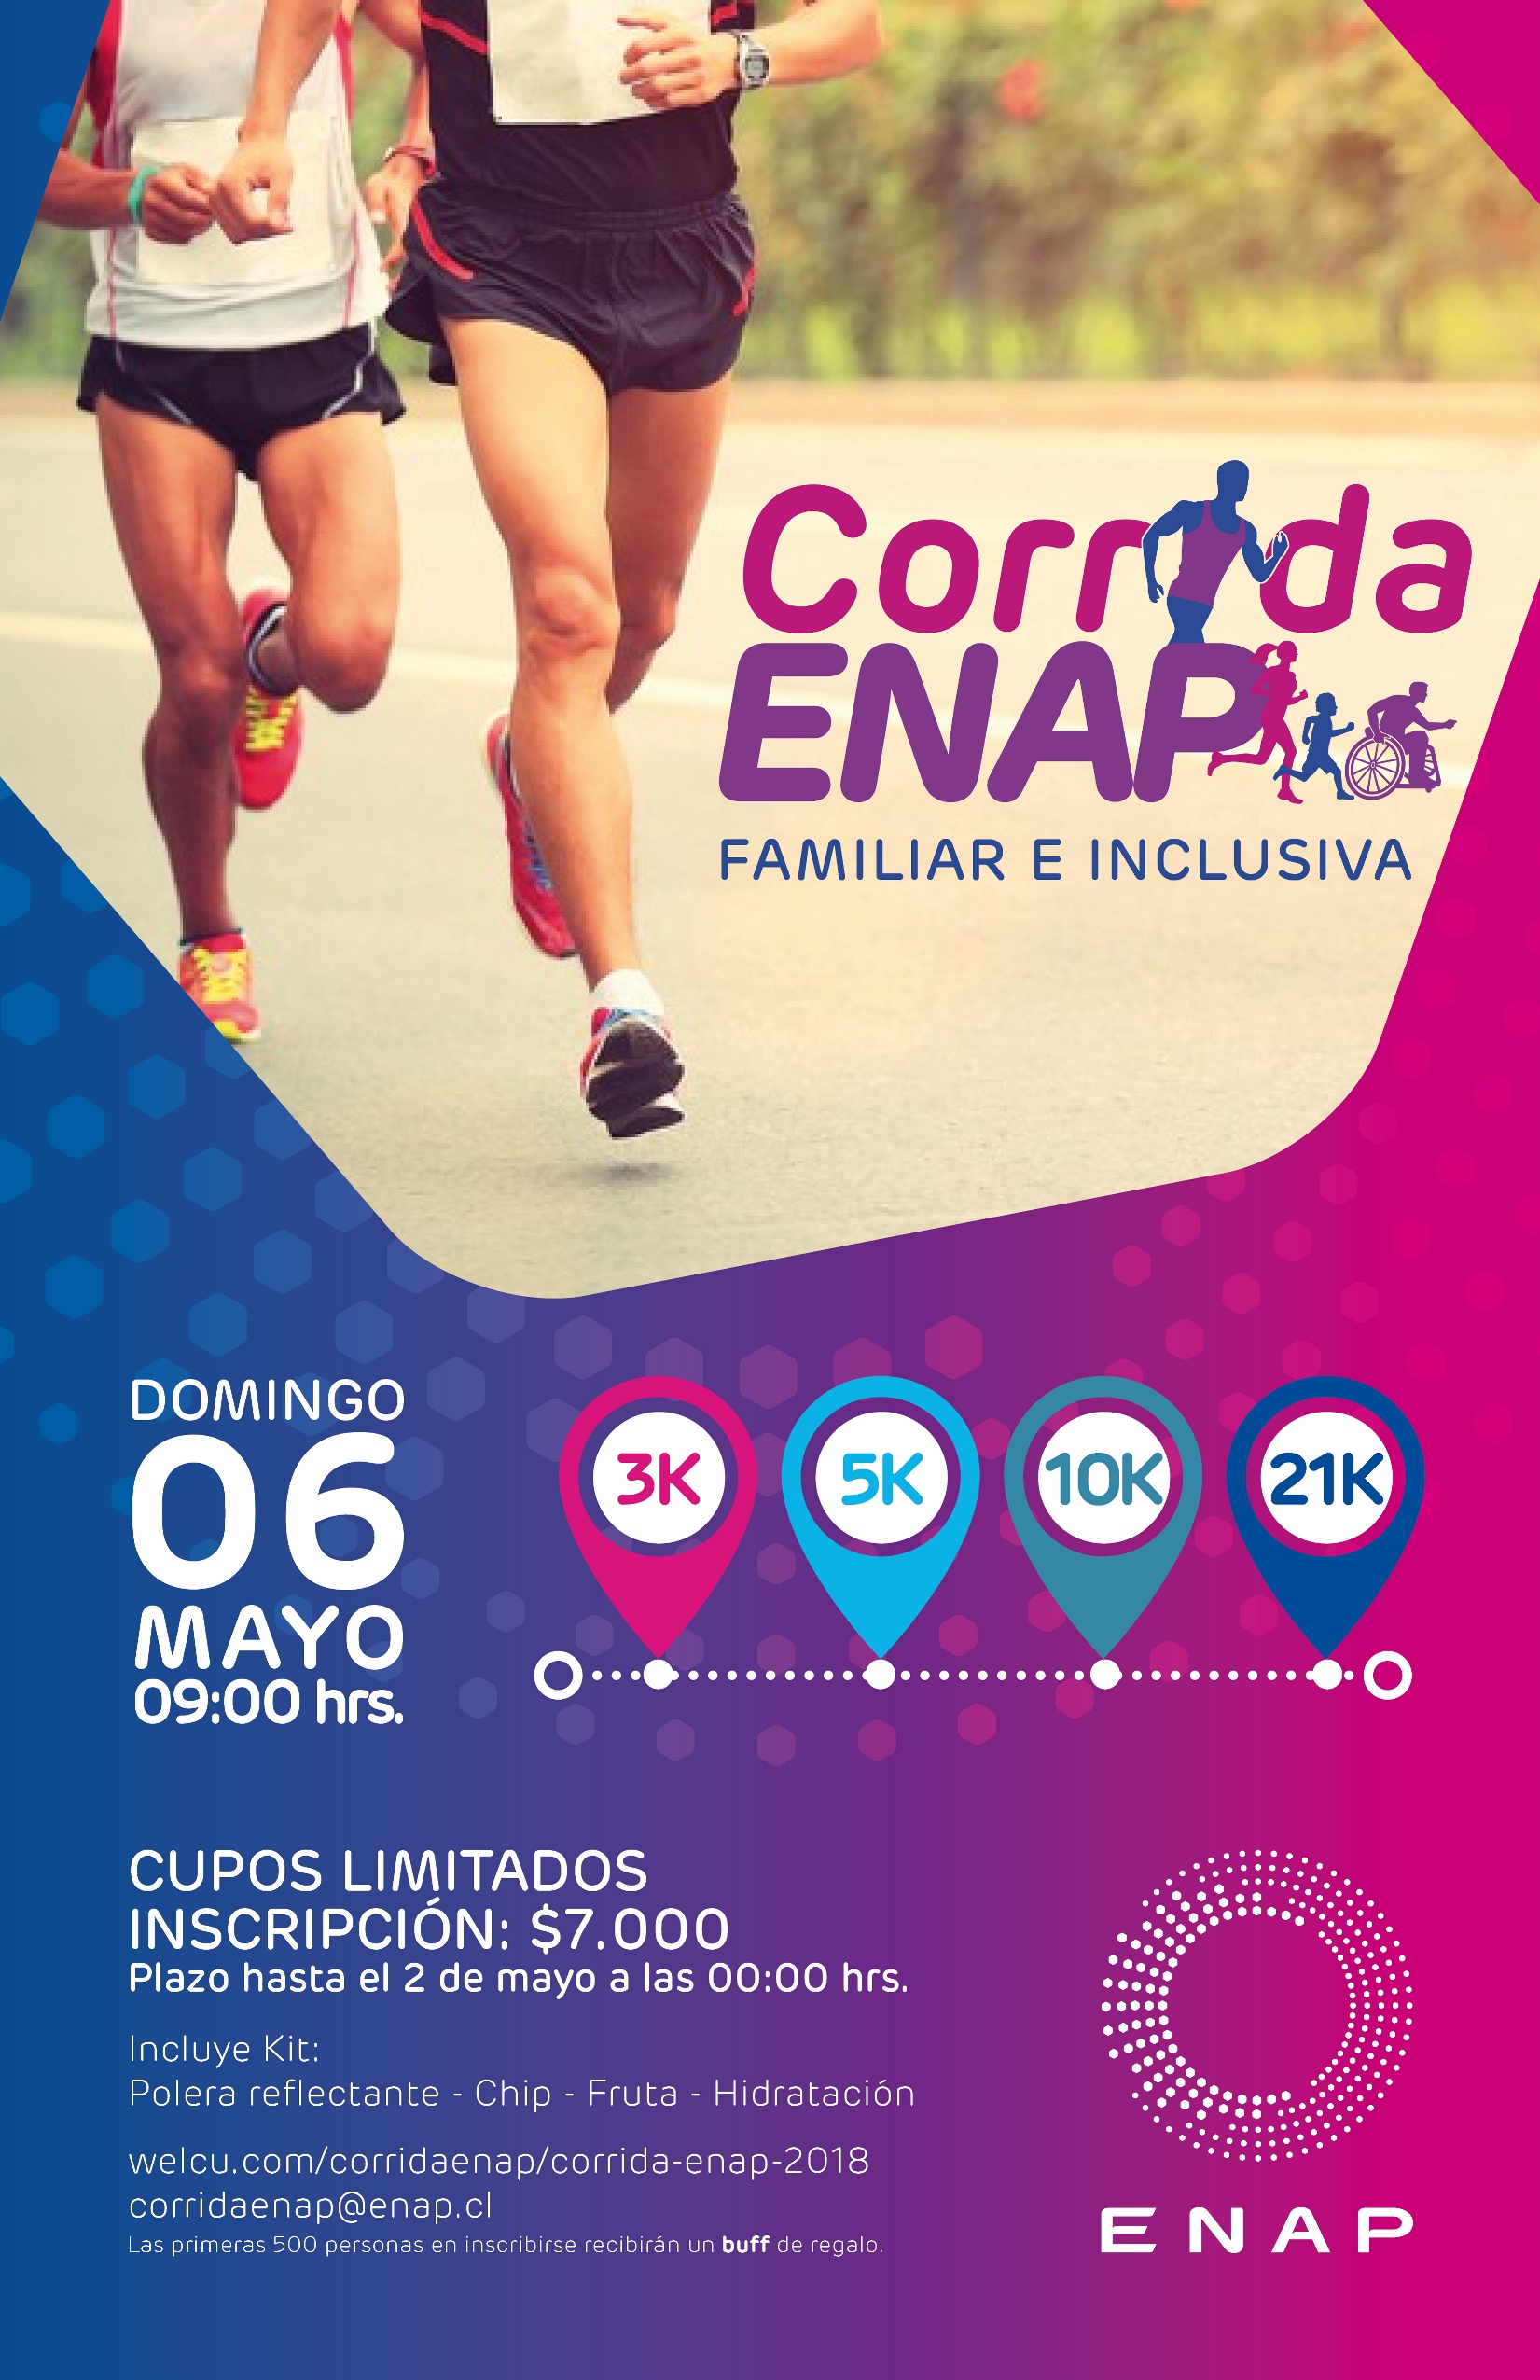 Corrida
ENAP
FAMILIAR E INCLUSIVA
DOMINGO
06
MAYO
09:00 hrs.
3K 5K 10K 21K
CUPOS LIMITADOS
INSCRIPCIÓN: $7.000
Plazo hasta el 2 de mayo a las 00:00 hrs.
Incluye Kit:
Polera reflectante - Chip - Fruta - Hidratación
welcu.com/corridaenap/corrida-enap-2018
corridaenap@enap.cl
Las primeras 500 personas en inscribirse recibirán un buff de regalo.
ENAP